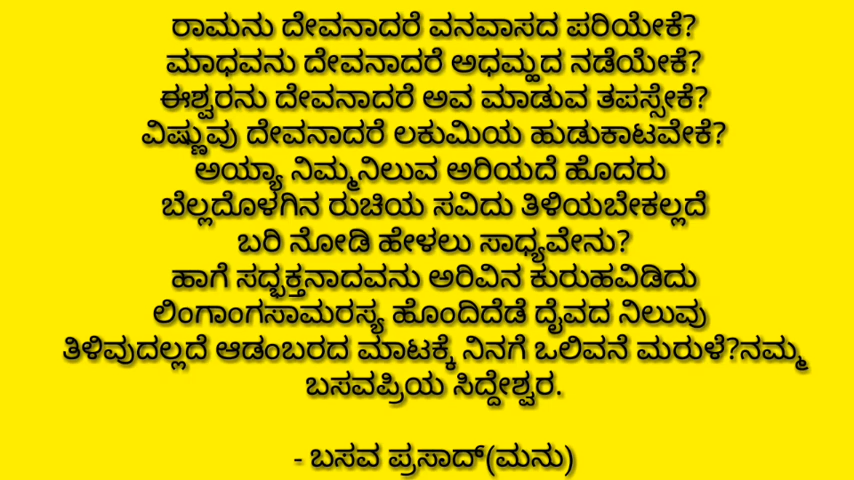 ರಾಮನು ದೇವನಾದರೆ ವನವಾಸದ ಪರಿಯೇಕೆ?
ಮಾಧವನು ದೇವನಾದರೆ ಅಧಮ್ಹದ ನಡೆಯೇಕೆ?
ಈಶ್ವರನು ದೇವನಾದರೆ ಅವ ಮಾಡುವ ತಪಸ್ಸೇಕೆ?
ವಿಷ್ಣುವು ದೇವನಾದರೆ ಲಕುಮಿಯ ಹುಡುಕಾಟವೇಕೆ?
ಅಯ್ಯಾ ನಿಮ್ಮನಿಲುವ ಅರಿಯದೆ ಹೊದರು
ಬೆಲ್ಲದೊಳಗಿನ ರುಚಿಯ ಸವಿದು ತಿಳಿಯಬೇಕಲ್ಲದೆ
ಬರಿ ನೋಡಿ ಹೇಳಲು ಸಾಧ್ಯವೇನು?
ಹಾಗೆ ಸದ್ಭಕ್ತನಾದವನು ಅರಿವಿನ ಕುರುಹವಿಡಿದು
ಲಿಂಗಾಂಗಸಾಮರಸ್ಯ ಹೊಂದಿದೆಡೆ ದೈವದ ನಿಲುವು
ತಿಳಿವುದಲ್ಲದೆ ಆಡಂಬರದ ಮಾಟಕ್ಕೆ ನಿನಗೆ ಒಲಿವನೆ ಮರುಳೆ?ನಮ್ಮ
ಬಸವಪ್ರಿಯ ಸಿದ್ದೇಶ್ವರ.
- ಬಸವ ಪ್ರಸಾದ್(ಮನು)